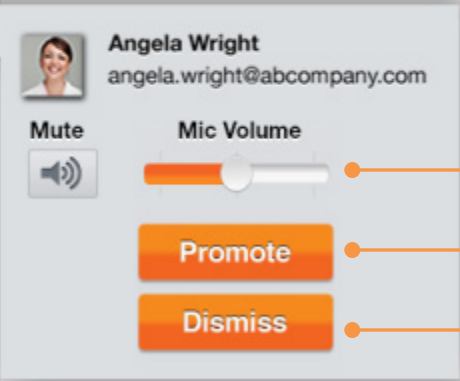 Angela Wright
angela.wright@abcompany.com
Mute Mic Volume
Promote
Dismiss